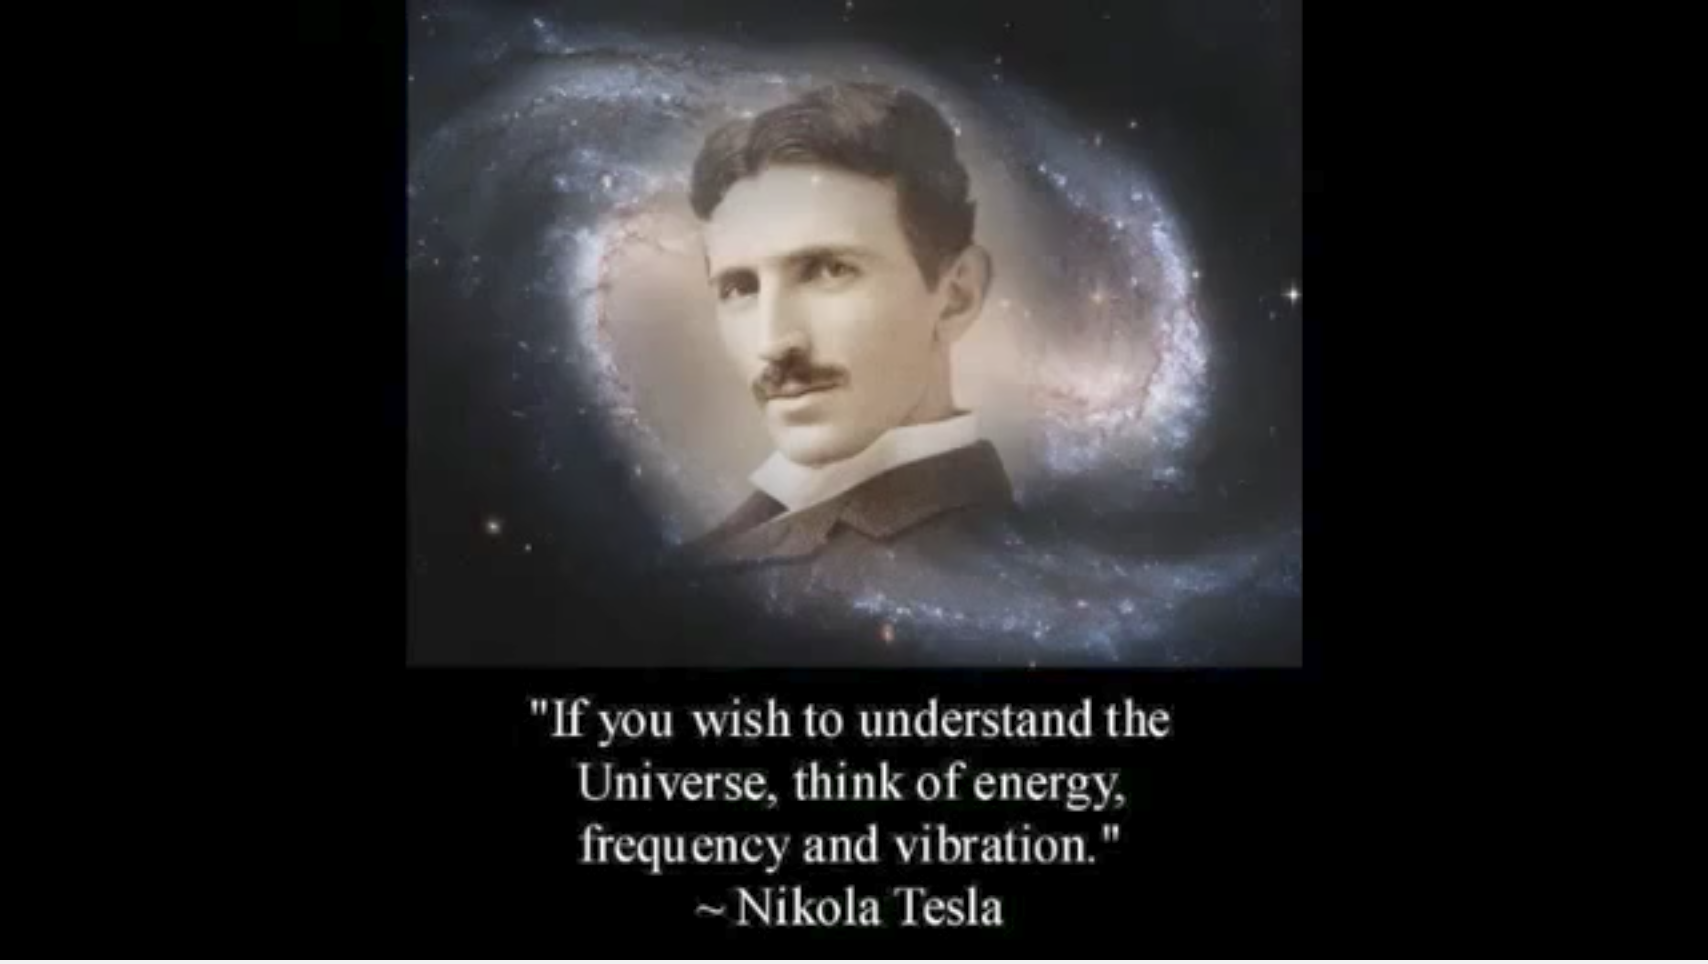 "If you wish to understand the
Universe, think of energy,
frequency and vibration."
~ Nikola Tesla